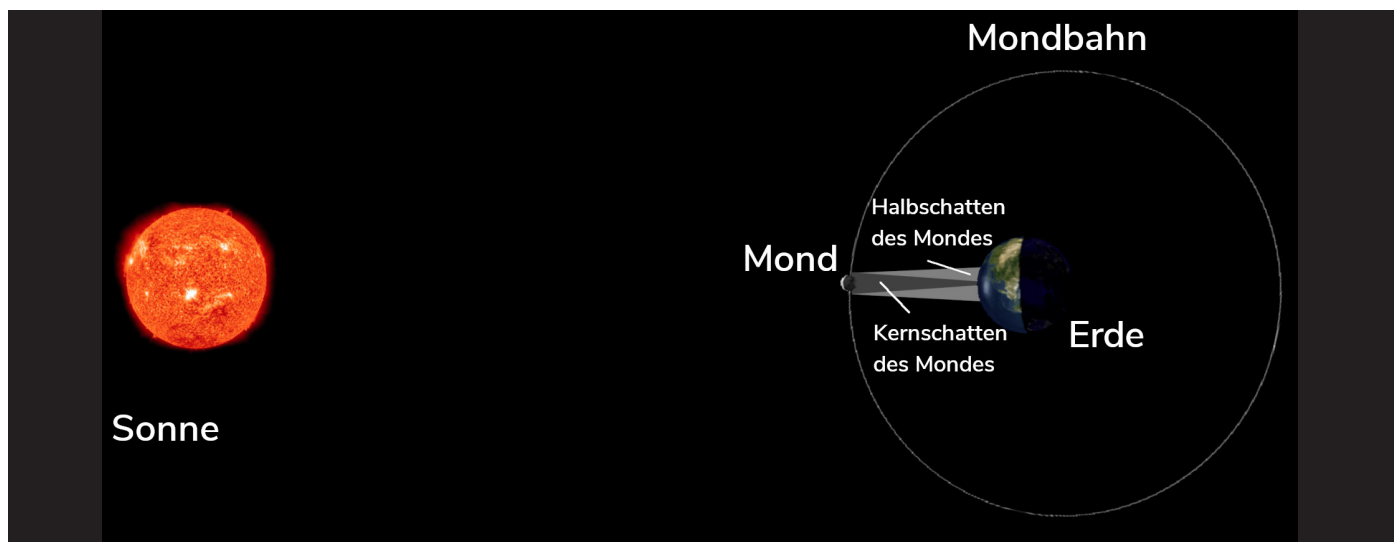 Mondbahn
Halbschatten
des Mondes
Mond
Kernschatten
des Mondes
Erde
Sonne